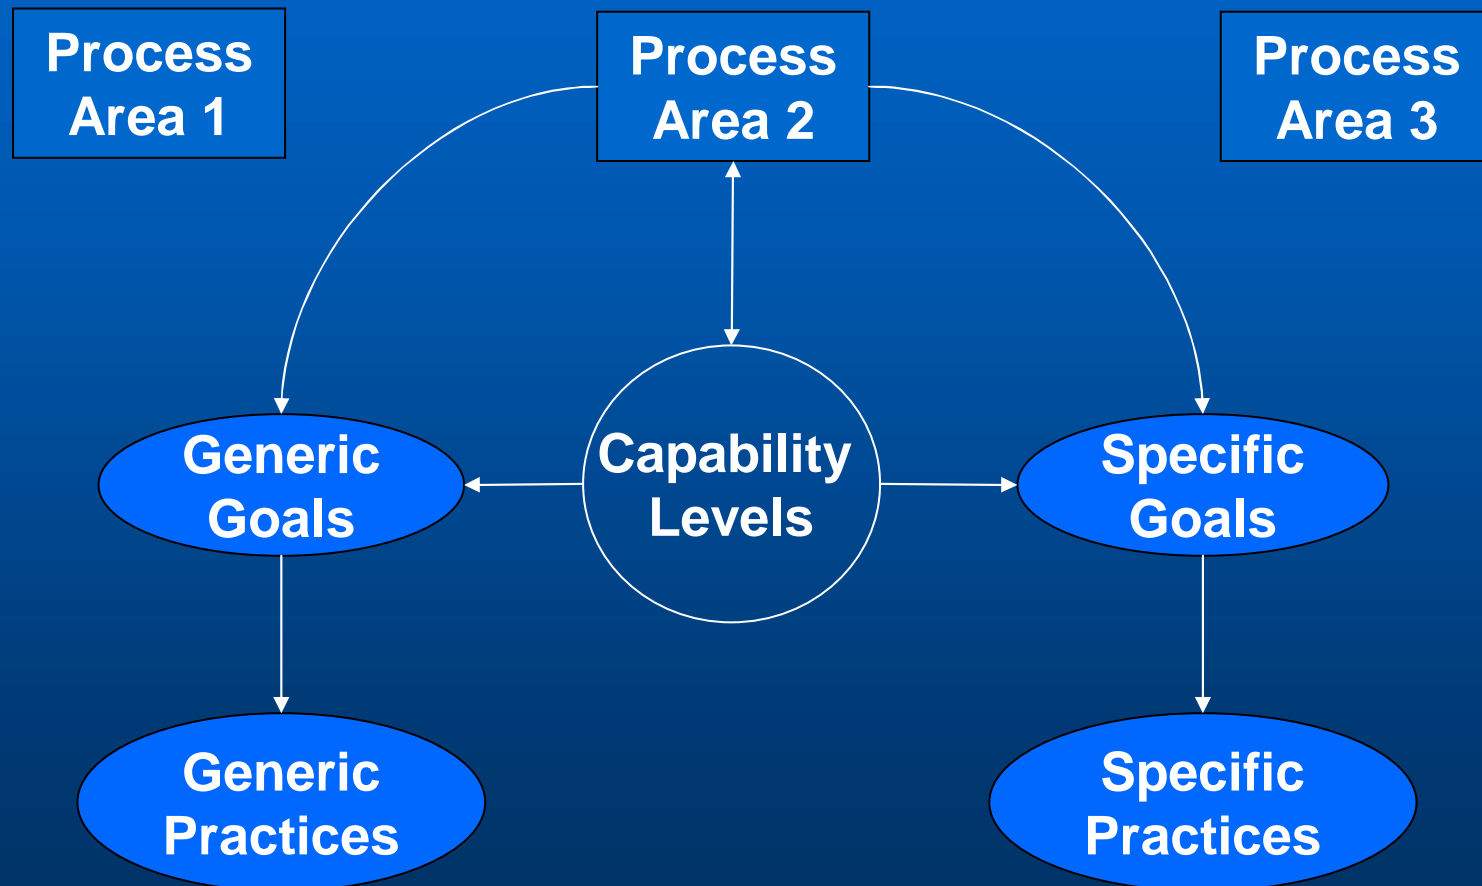 Process
Area 1
Process
Area 2
Process
Area 3
Generic
Goals
Capability
Levels
Specific
Goals
Generic
Practices
Specific
Practices